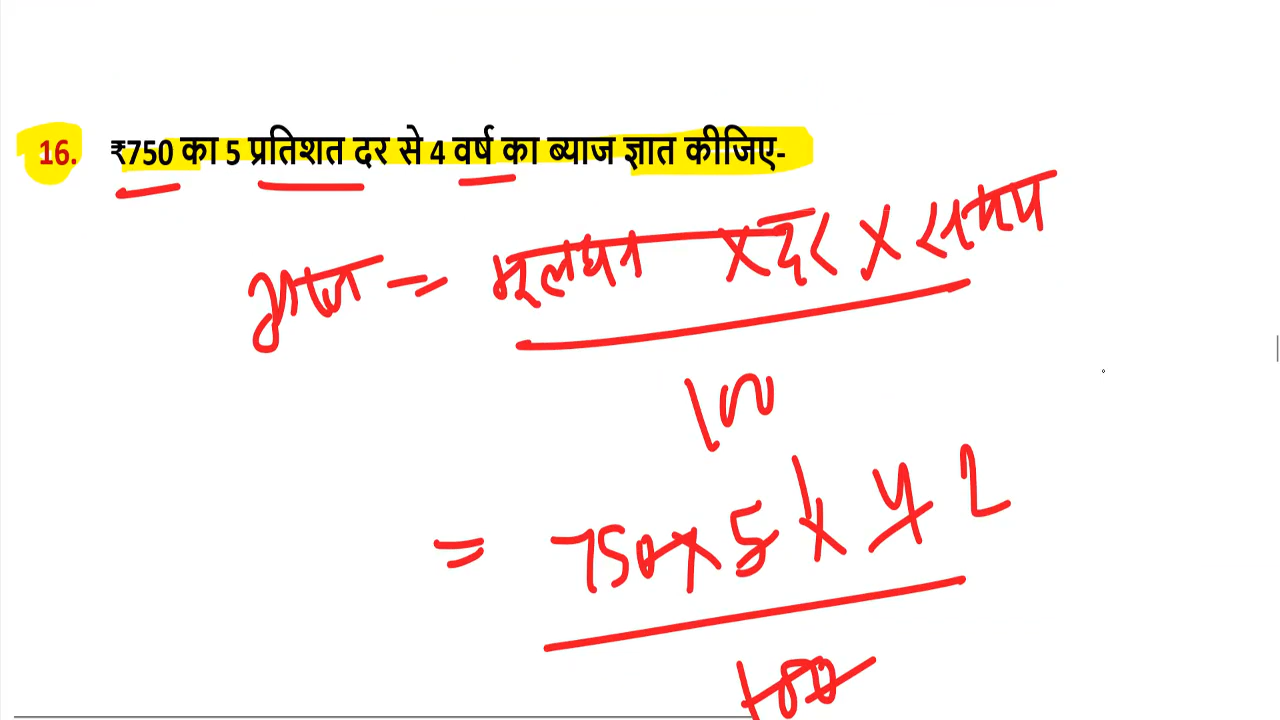 16. ₹750 का 5 प्रतिशत दर से 4 वर्ष का ब्याज ज्ञात कीजिए-
ब्याज = मूलधन × दर × समय
100
= 750 × 5 × 4 2
100